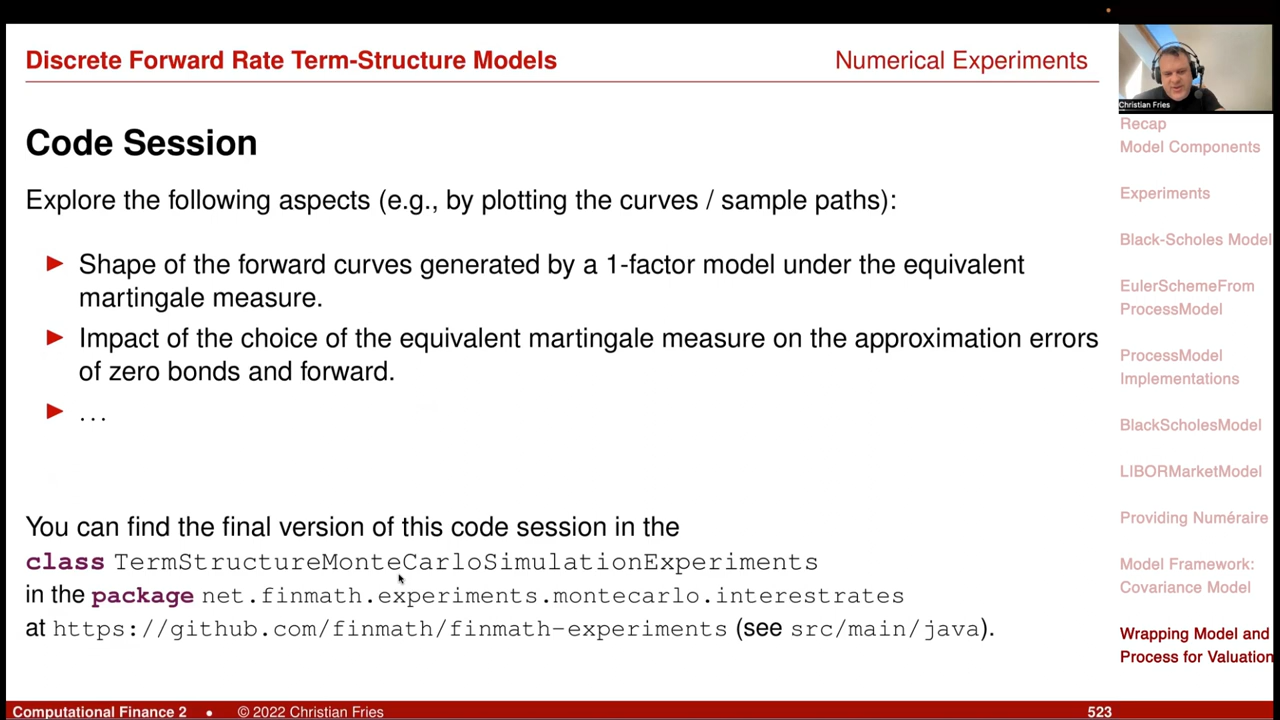 Discrete Forward Rate Term-Structure Models
Numerical Experiments
Christian Fries
Code Session
Explore the following aspects (e.g., by plotting the curves / sample paths):
Shape of the forward curves generated by a 1-factor model under the equivalent
martingale measure.
Impact of the choice of the equivalent martingale measure on the approximation errors
of zero bonds and forward.
...
You can find the final version of this code session in the
class TermStructureMonteCarloSimulationExperiments
in the package net.finmath.experiments.montecarlo.interestrates
at https://github.com/finmath/finmath-experiments (see src/main/java).
Recap
Model Components
Experiments
Black-Scholes Model
EulerSchemeFrom
ProcessModel
ProcessModel
Implementations
BlackScholesModel
LIBORMarketModel
Providing Numéraire
Model Framework:
Covariance Model
Wrapping Model and
Process for Valuation
Computational Finance 2 • © 2022 Christian Fries
523